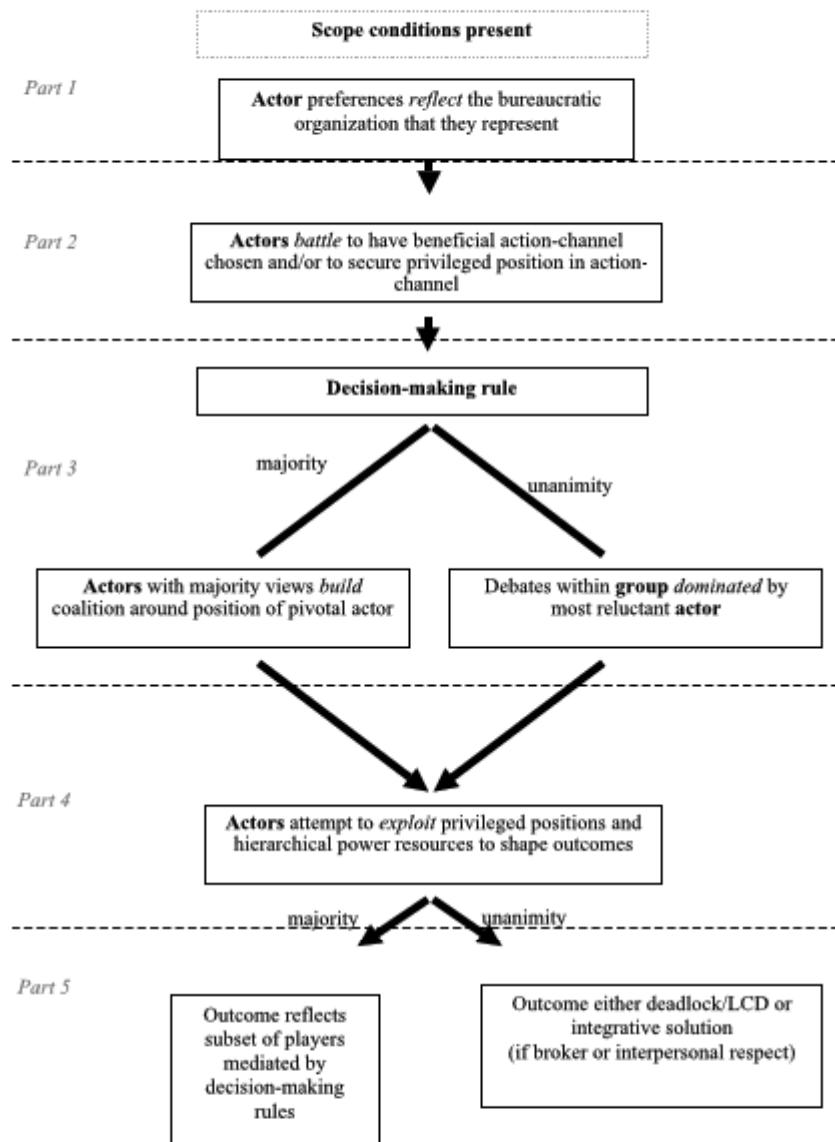 Scope conditions present
Part 1
Actor preferences reflect the bureaucratic
organization that they represent
Part 2
Actors battle to have beneficial action-channel
chosen and/or to secure privileged position in action-
channel
Decision-making rule
Part 3
majority
unanimity
Actors with majority views build
coalition around position of pivotal actor
Debates within group dominated by
most reluctant actor
Part 4
Actors attempt to exploit privileged positions and
hierarchical power resources to shape outcomes
majority
unanimity
Part 5
Outcome reflects
subset of players
mediated by
decision-making
rules
Outcome either deadlock/LCD or
integrative solution
(if broker or interpersonal respect)